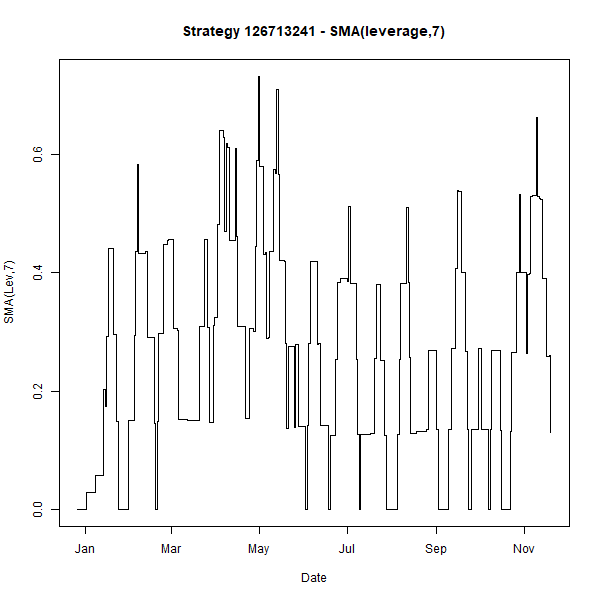 Strategy 126713241 - SMA(leverage,7)
SMA(Lev,7)
0.6
0.4
0.2
0.0
Jan Mar May Jul Sep Nov
Date